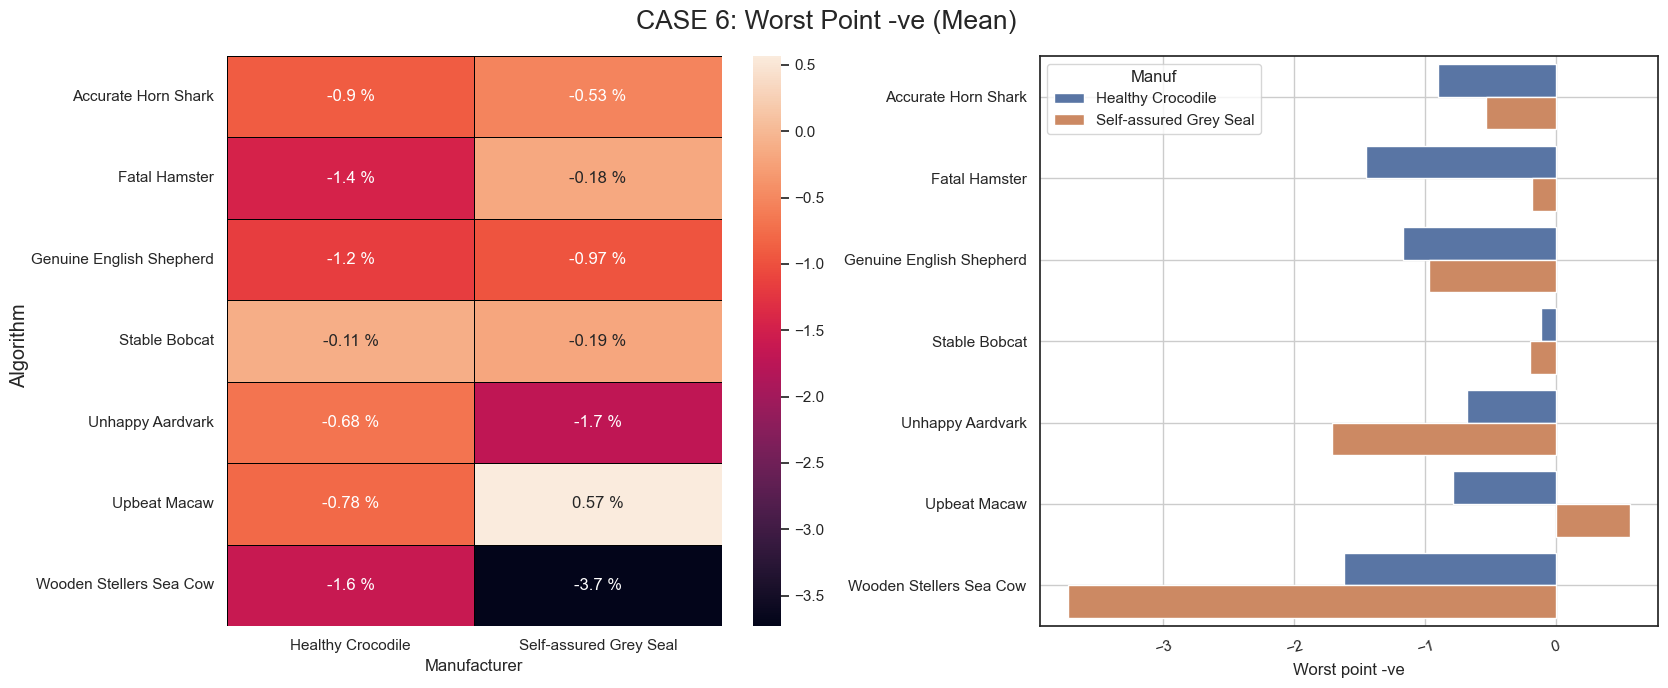 CASE 6: Worst Point -ve (Mean)
Algorithm
Accurate Horn Shark
Fatal Hamster
Genuine English Shepherd
Stable Bobcat
Unhappy Aardvark
Upbeat Macaw
Wooden Stellers Sea Cow
-0.9 % -0.53 %
-1.4 % -0.18 %
-1.2 % -0.97 %
-0.11 % -0.19 %
-0.68 % -1.7 %
-0.78 % 0.57 %
-1.6 % -3.7 %
Healthy Crocodile Self-assured Grey Seal
Manufacturer
0.5
0.0
−0.5
−1.0
−1.5
−2.0
−2.5
−3.0
−3.5
Manuf
Healthy Crocodile
Self-assured Grey Seal
Accurate Horn Shark
Fatal Hamster
Genuine English Shepherd
Stable Bobcat
Unhappy Aardvark
Upbeat Macaw
Wooden Stellers Sea Cow
−3 −2 −1 0
Worst point -ve